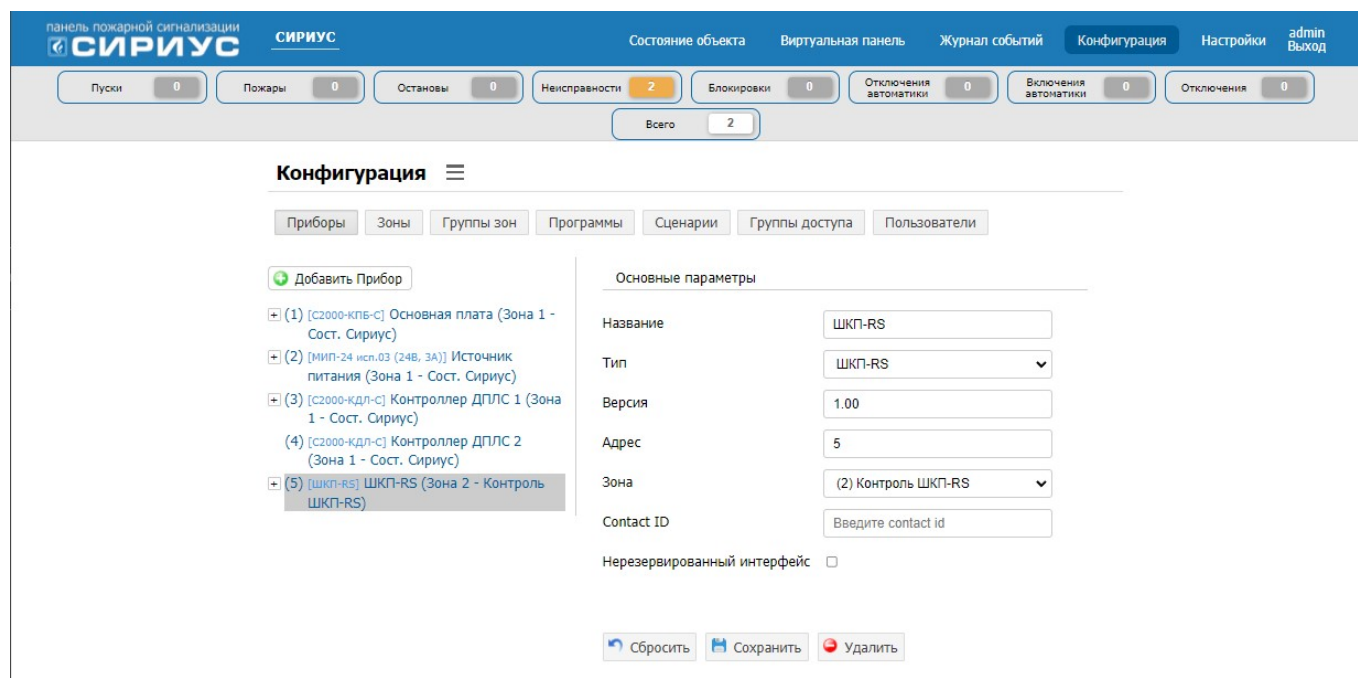 панель пожарной сигнализации
СИРИУС
СИРИУС
Состояние объекта
Виртуальная панель
Журнал событий
Конфигурация
Настройки
admin
Выход
Пуски 0
Пожары 0
Остановы 0
Неисправности 2
Блокировки 0
Отключения автоматики 0
Включения автоматики 0
Отключения 0
Всего 2
Конфигурация
Приборы
Зоны
Группы зон
Программы
Сценарии
Группы доступа
Пользователи
Добавить Прибор
(1) [С2000-КПБ-С] Основная плата (Зона 1 -
Сост. Сириус)
(2) [МИП-24 исп.03 (24В, 3А)] Источник
питания (Зона 1 - Сост. Сириус)
(3) [С2000-КДЛ-С] Контроллер ДПЛС 1 (Зона
1 - Сост. Сириус)
(4) [С2000-КДЛ-С] Контроллер ДПЛС 2
(Зона 1 - Сост. Сириус)
(5) [ШКП-RS] ШКП-RS (Зона 2 - Контроль
ШКП-RS)
Основные параметры
Название ШКП-RS
Тип ШКП-RS
Версия 1.00
Адрес 5
Зона (2) Контроль ШКП-RS
Contact ID Введите contact id
Нерезервированный интерфейс
Сбросить
Сохранить
Удалить